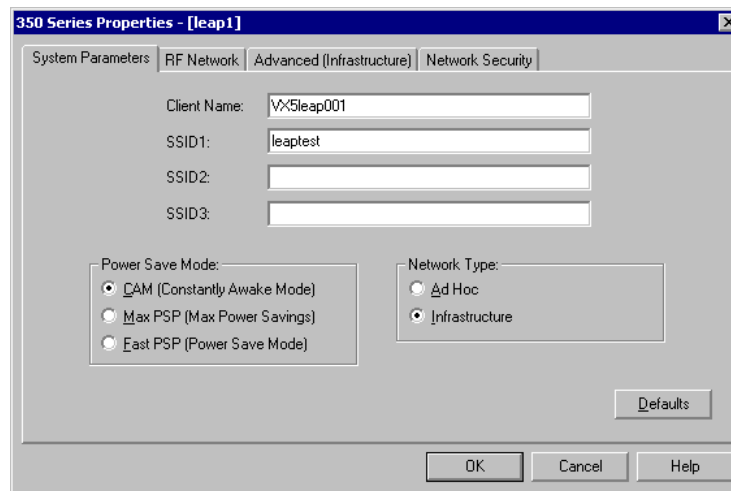 350 Series Properties - [leap1]
System Parameters RF Network Advanced (Infrastructure) Network Security
Client Name: VX5leap001
SSID1: leaptest
SSID2:
SSID3:
Power Save Mode: Network Type:
CAM (Constantly Awake Mode) Ad Hoc
Max PSP (Max Power Savings) Infrastructure
Fast PSP (Power Save Mode)
Defaults
OK Cancel Help